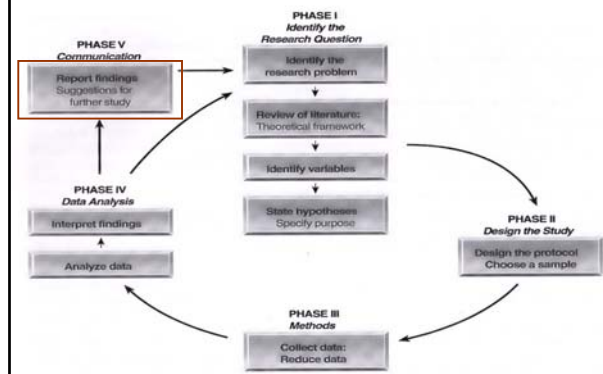 PHASE I
Identify the
Research Question
Identify the
research problem
Review of literature:
Theoretical framework
Identify variables
State hypotheses
Specify purpose
PHASE II
Design the Study
Design the protocol
Choose a sample
PHASE III
Methods
Collect data:
Reduce data
PHASE IV
Data Analysis
Interpret findings
Analyze data
PHASE V
Communication
Report findings
Suggestions for
further study